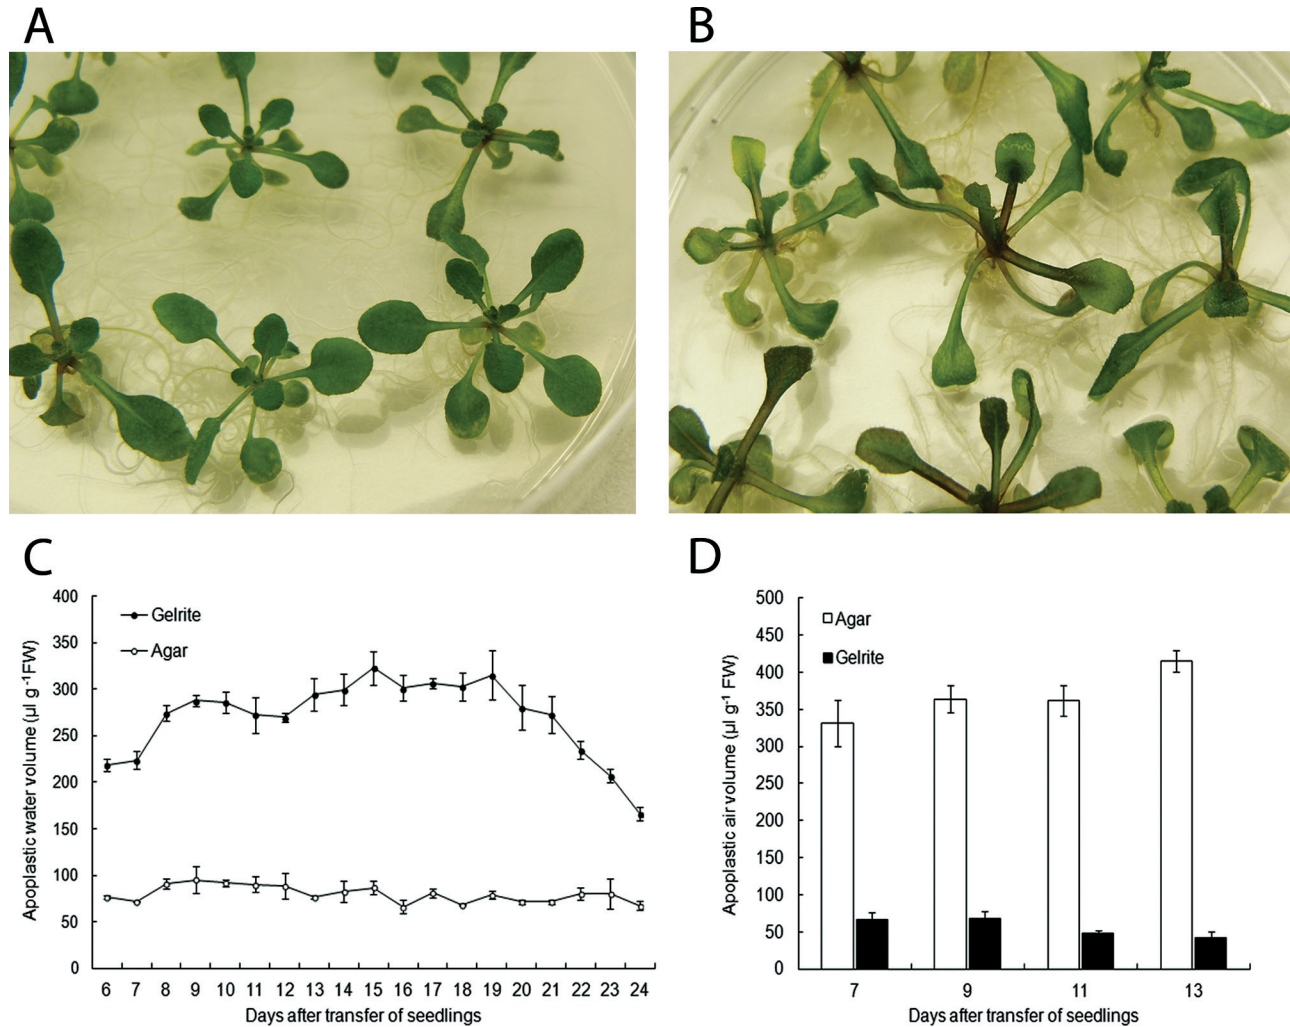 A
B
C
400
350
300
250
200
150
100
50
0
Apoplastic water volume (µl g⁻¹FW)
Gelrite
Agar
6 7 8 9 10 11 12 13 14 15 16 17 18 19 20 21 22 23 24
Days after transfer of seedlings
D
500
450
400
350
300
250
200
150
100
50
0
Apoplastic air volume (µl g⁻¹ FW)
Agar
Gelrite
7 9 11 13
Days after transfer of seedlings